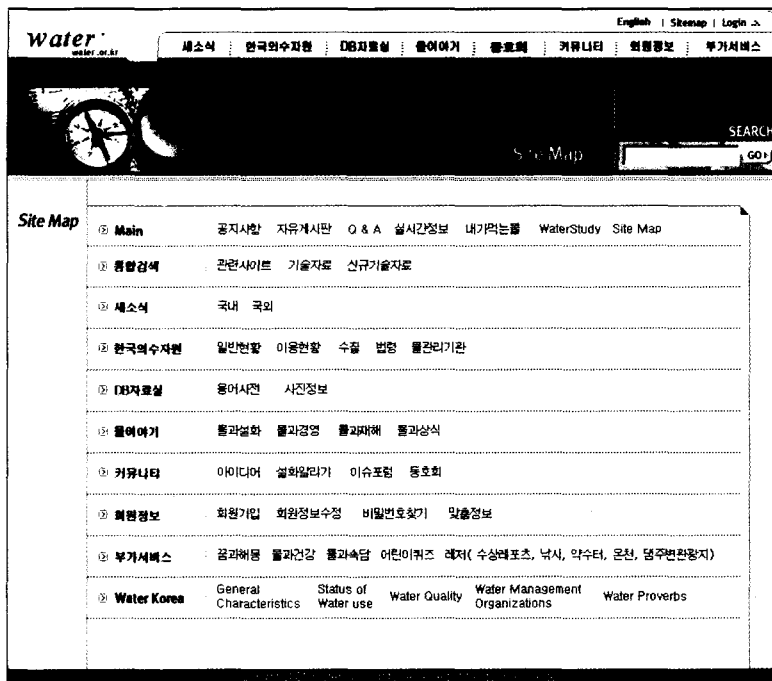 English | Sitemap | Login
Water
water.or.kr
새소식 한국의수자원 DB자료실 물이야기 동호회 커뮤니티 회원정보 부가서비스
SEARCH
Site Map
GO
Site Map
Main 공지사항 자유게시판 Q & A 실시간정보 내가먹는물 WaterStudy Site Map
통합검색 관련사이트 기술자료 신규기술자료
새소식 국내 국외
한국의수자원 일반현황 이용현황 수질 법령 물관리기관
DB자료실 용어사전 사진정보
물이야기 물과설화 물과경영 물과재해 물과상식
커뮤니티 아이디어 설화알리기 이슈포럼 동호회
회원정보 회원가입 회원정보수정 비밀번호찾기 맞춤정보
부가서비스 꿈과해몽 물과건강 물과속담 어린이퀴즈 레저( 수상레포츠, 낚시, 약수터, 온천, 댐주변관광지)
Water Korea General Characteristics Status of Water use Water Quality Water Management Organizations Water Proverbs